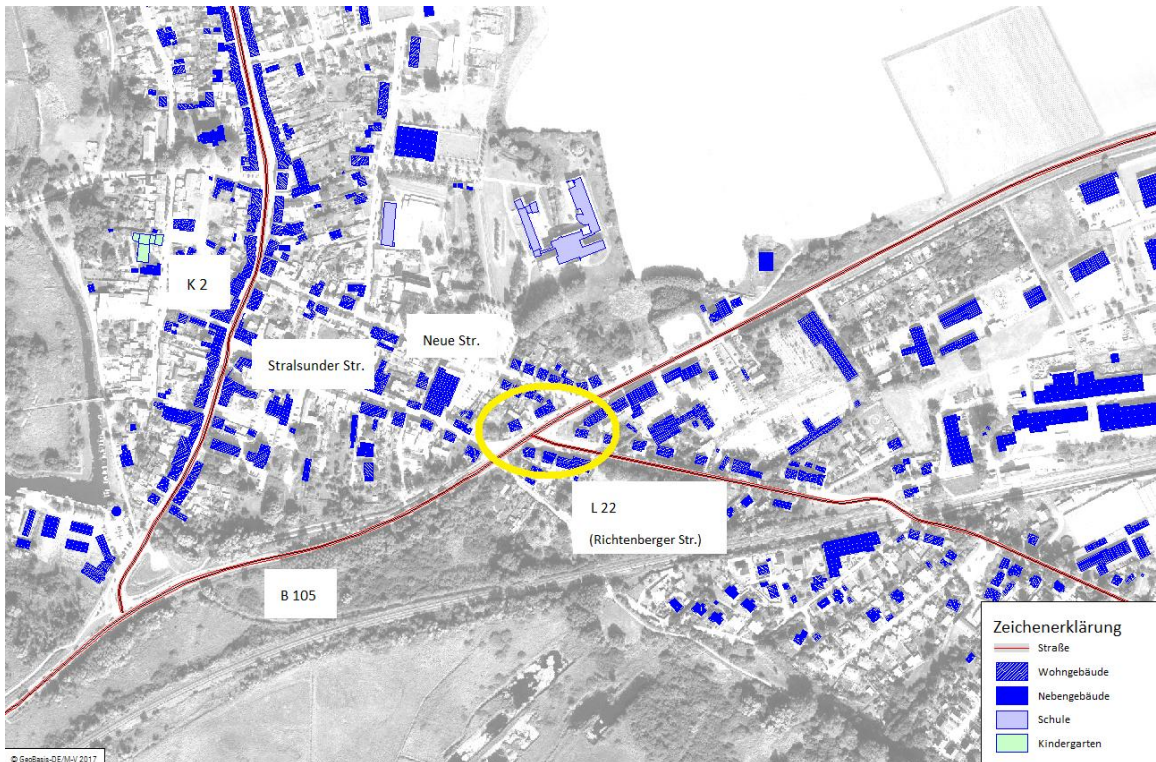 K 2
Neue Str.
Stralsunder Str.
L 22
(Richtenberger Str.)
B 105
Zeichenerklärung
Straße
Wohngebäude
Nebengebäude
Schule
Kindergarten
© GeoBasis-DE/M-V 2017